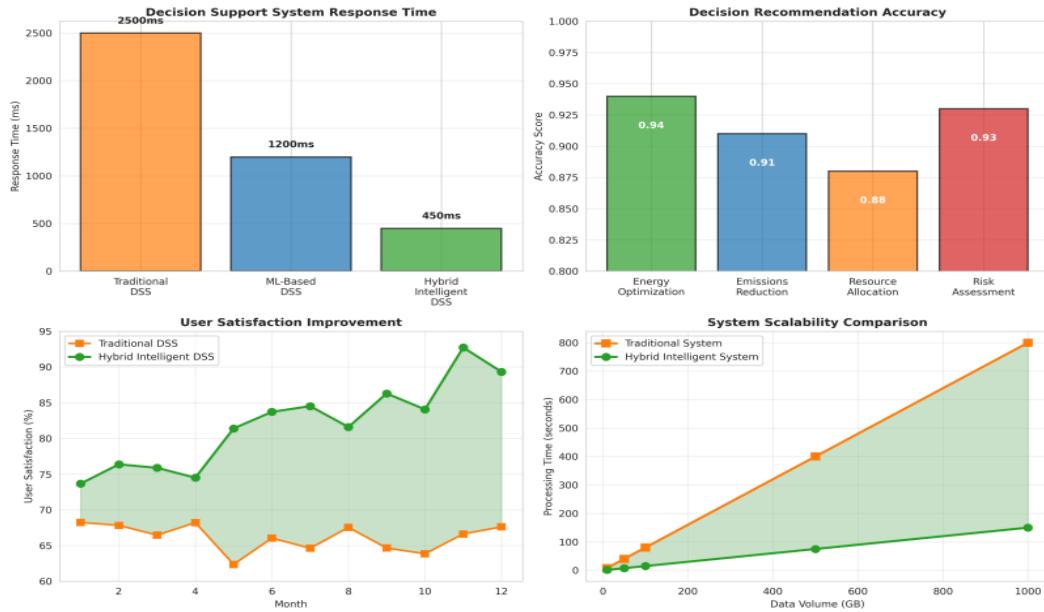 Decision Support System Response Time
2500ms
2500
2000
1500
1000
500
0
Response Time (ms)
1200ms
450ms
Traditional
DSS
ML-Based
DSS
Hybrid
Intelligent
DSS
Decision Recommendation Accuracy
1.000
0.975
0.950
0.925
0.900
0.875
0.850
0.825
0.800
Accuracy Score
0.94
0.91
0.88
0.93
Energy
Optimization
Emissions
Reduction
Resource
Allocation
Risk
Assessment
User Satisfaction Improvement
Traditional DSS
Hybrid Intelligent DSS
95
90
85
80
75
70
65
60
User Satisfaction (%)
2 4 6 8 10 12
Month
System Scalability Comparison
Traditional System
Hybrid Intelligent System
800
700
600
500
400
300
200
100
0
Processing Time (seconds)
0 200 400 600 800 1000
Data Volume (GB)